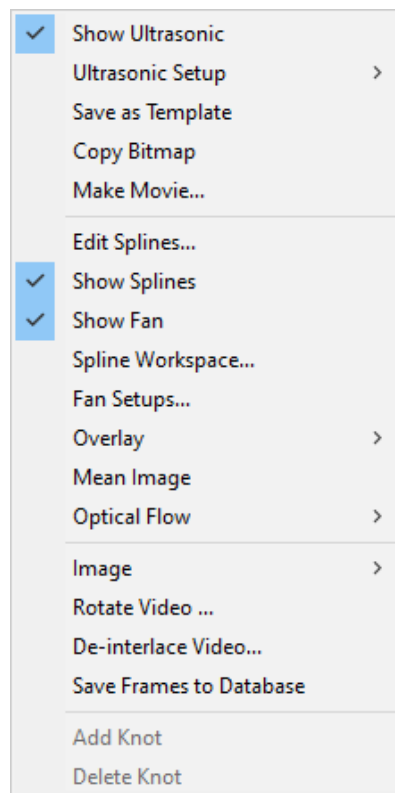 Show Ultrasonic
Ultrasonic Setup
Save as Template
Copy Bitmap
Make Movie...
Edit Splines...
Show Splines
Show Fan
Spline Workspace...
Fan Setups...
Overlay
Mean Image
Optical Flow
Image
Rotate Video ...
De-interlace Video...
Save Frames to Database
Add Knot
Delete Knot